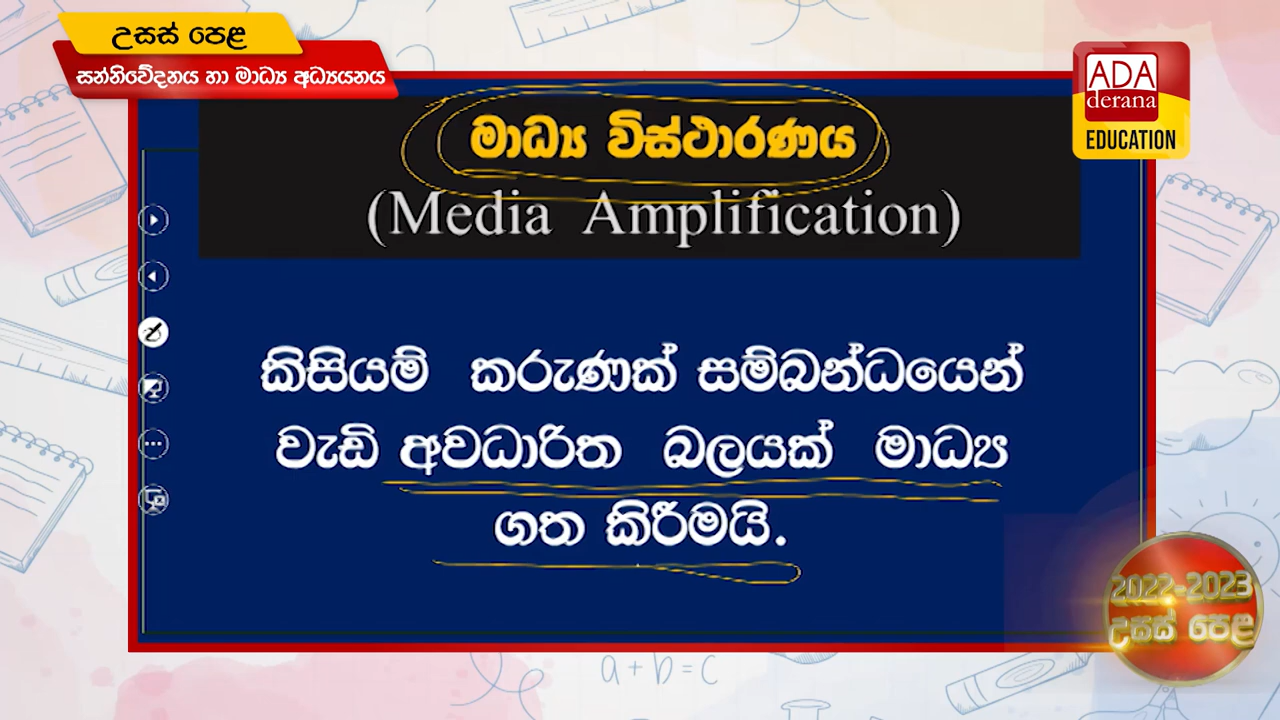 උසස් පෙළ
සන්නිවේදනය හා මාධ්‍ය අධ්‍යයනය
ADA
derana
EDUCATION
මාධ්‍ය විස්ථාරණය
(Media Amplification)
කිසියම් කරුණක් සම්බන්ධයෙන්
වැඩි අවධාරිත බලයක් මාධ්‍ය
ගත කිරීමයි.
2022-2023
උසස් පෙළ
a+b=c